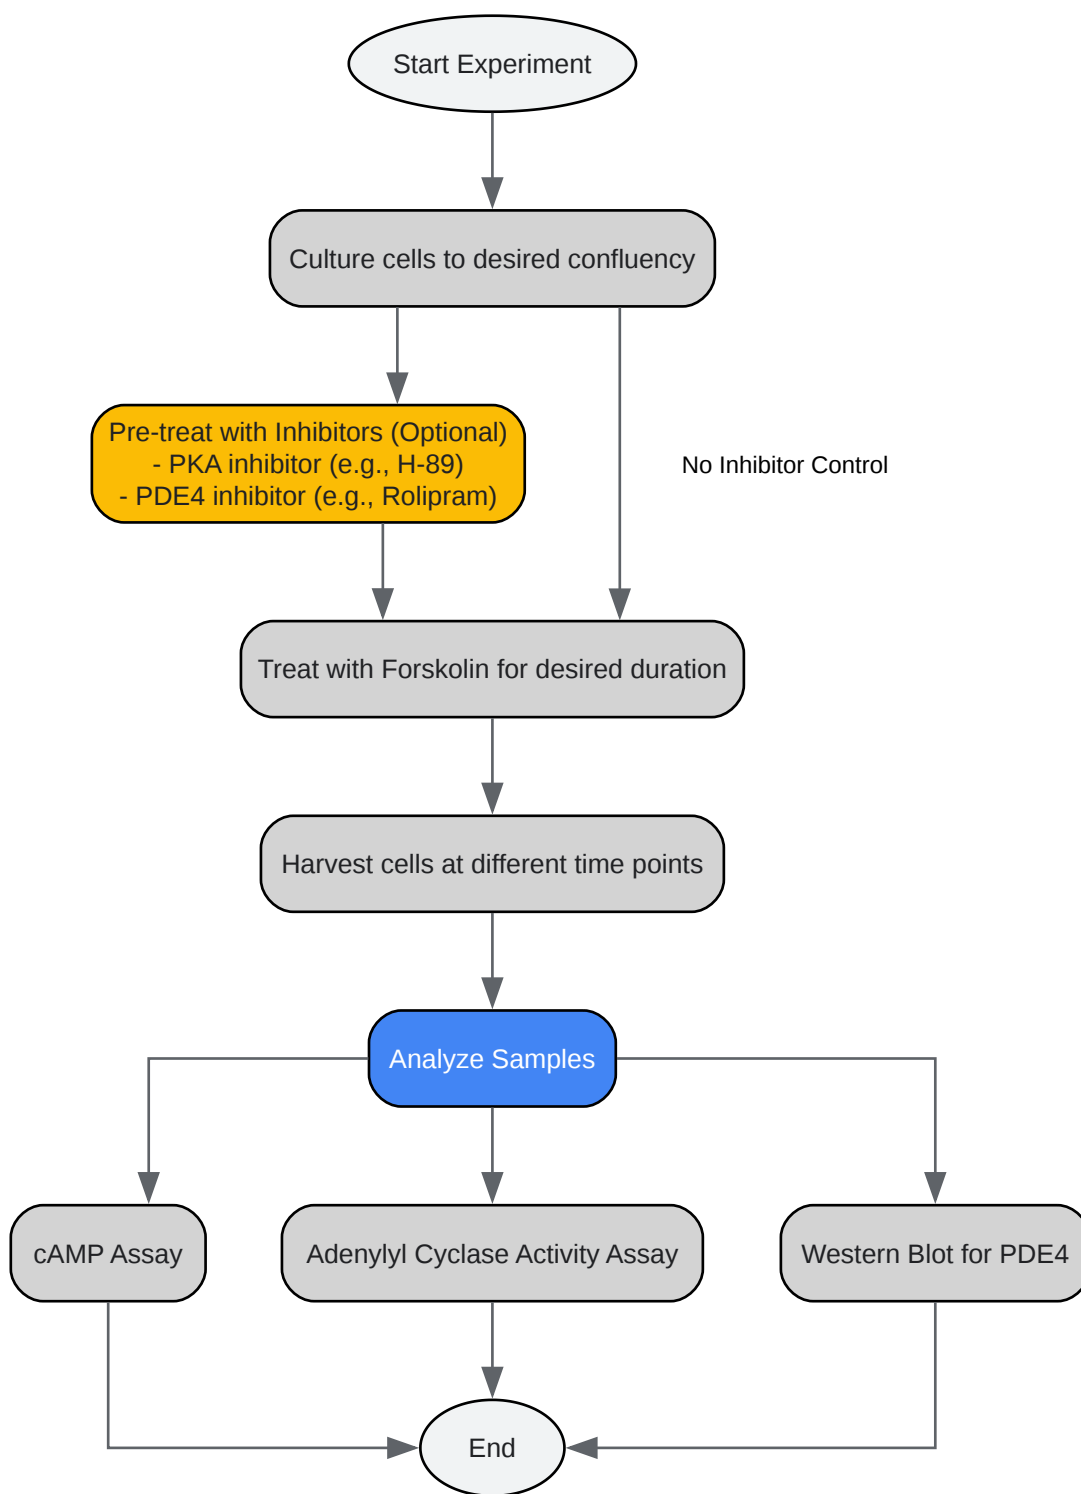 Start Experiment
Culture cells to desired confluency
Pre-treat with Inhibitors (Optional)
- PKA inhibitor (e.g., H-89)
- PDE4 inhibitor (e.g., Rolipram)
No Inhibitor Control
Treat with Forskolin for desired duration
Harvest cells at different time points
Analyze Samples
cAMP Assay
Adenylyl Cyclase Activity Assay
Western Blot for PDE4
End